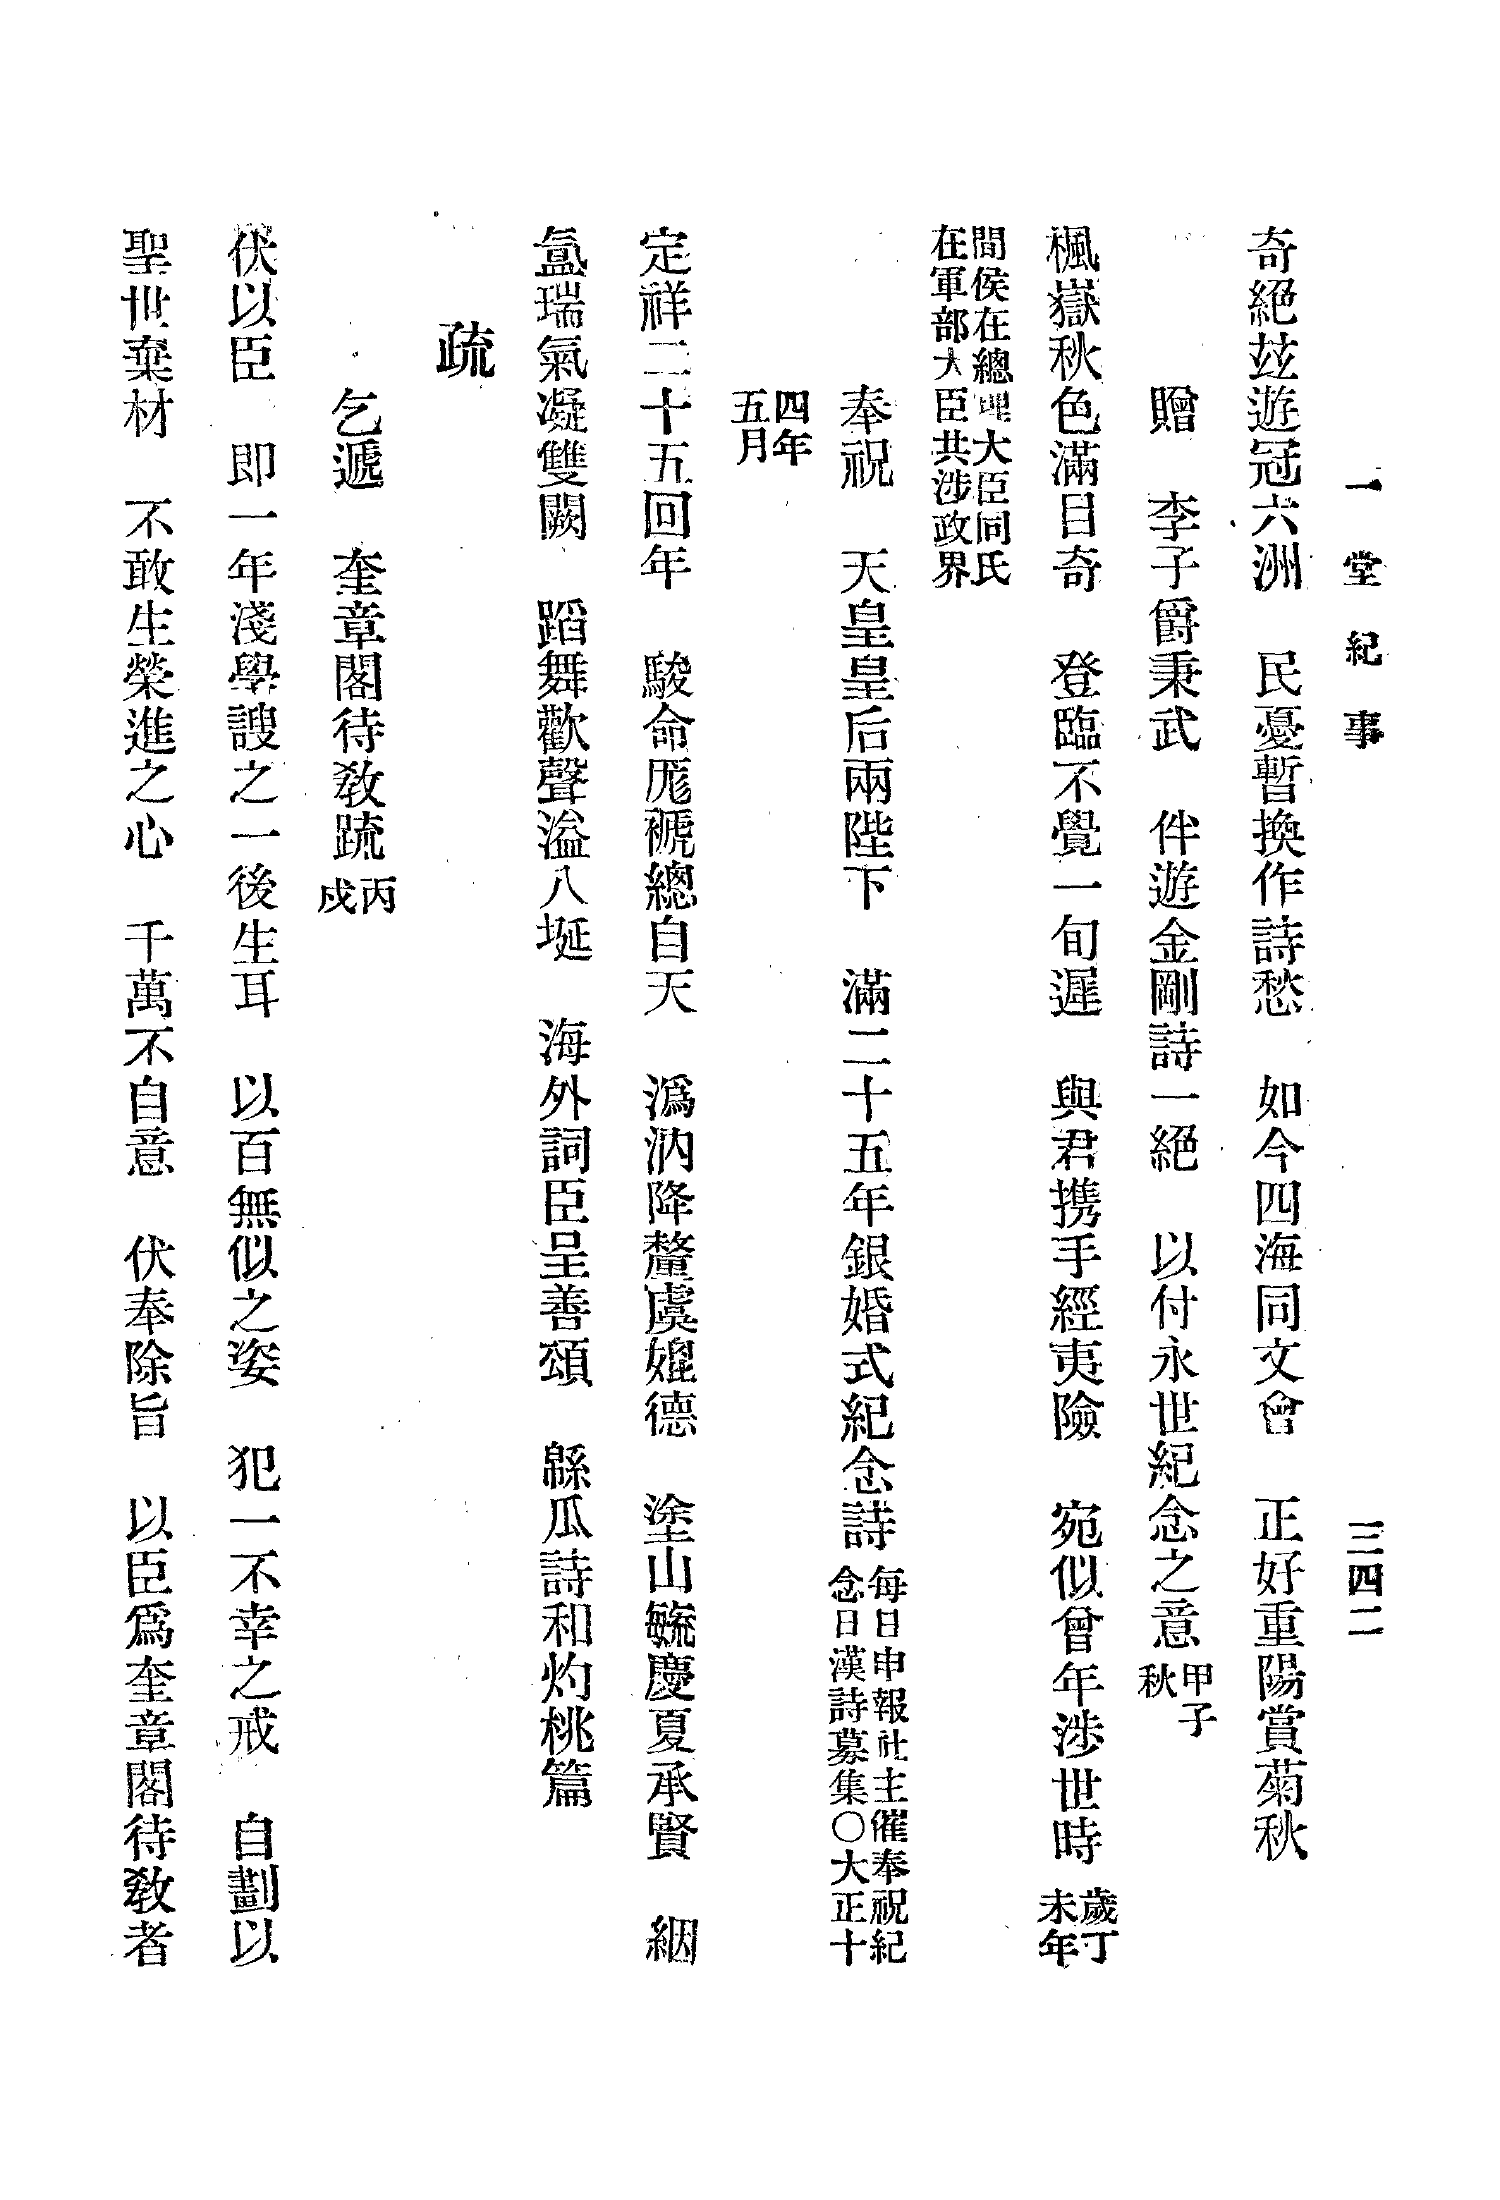 一堂紀事　三四二
奇絕玆遊冠六洲　民憂暫換作詩愁　如今四海同文會　正好重陽賞菊秋
贈　李子爵秉武　伴遊金剛詩一絕　以付永世紀念之意 甲子秋
楓嶽秋色滿目奇　登臨不覺一旬遲　與君携手經夷險　宛似曾年涉世時 歲丁未年
間侯在總理大臣同氏在軍部大臣共涉政界
奉祝　天皇皇后兩陛下　滿二十五年銀婚式紀念詩 每日申報社主催奉祝紀念日漢詩募集〇大正十
四年五月
定祥二十五回年　駿命厖禠總自天　潙汭降釐虞嬪德　塗山毓慶夏承賢　絪
氳瑞氣凝雙闕　蹈舞歡聲溢八埏　海外詞臣呈善頌　緜瓜詩和灼桃篇
疏
乞遞　奎章閣待敎疏 丙戌
伏以臣　卽一年淺學謏之一後生耳　以百無似之姿　犯一不幸之戒　自劃以
聖世棄材　不敢生榮進之心　千萬不自意　伏奉除旨　以臣爲奎章閣待敎者